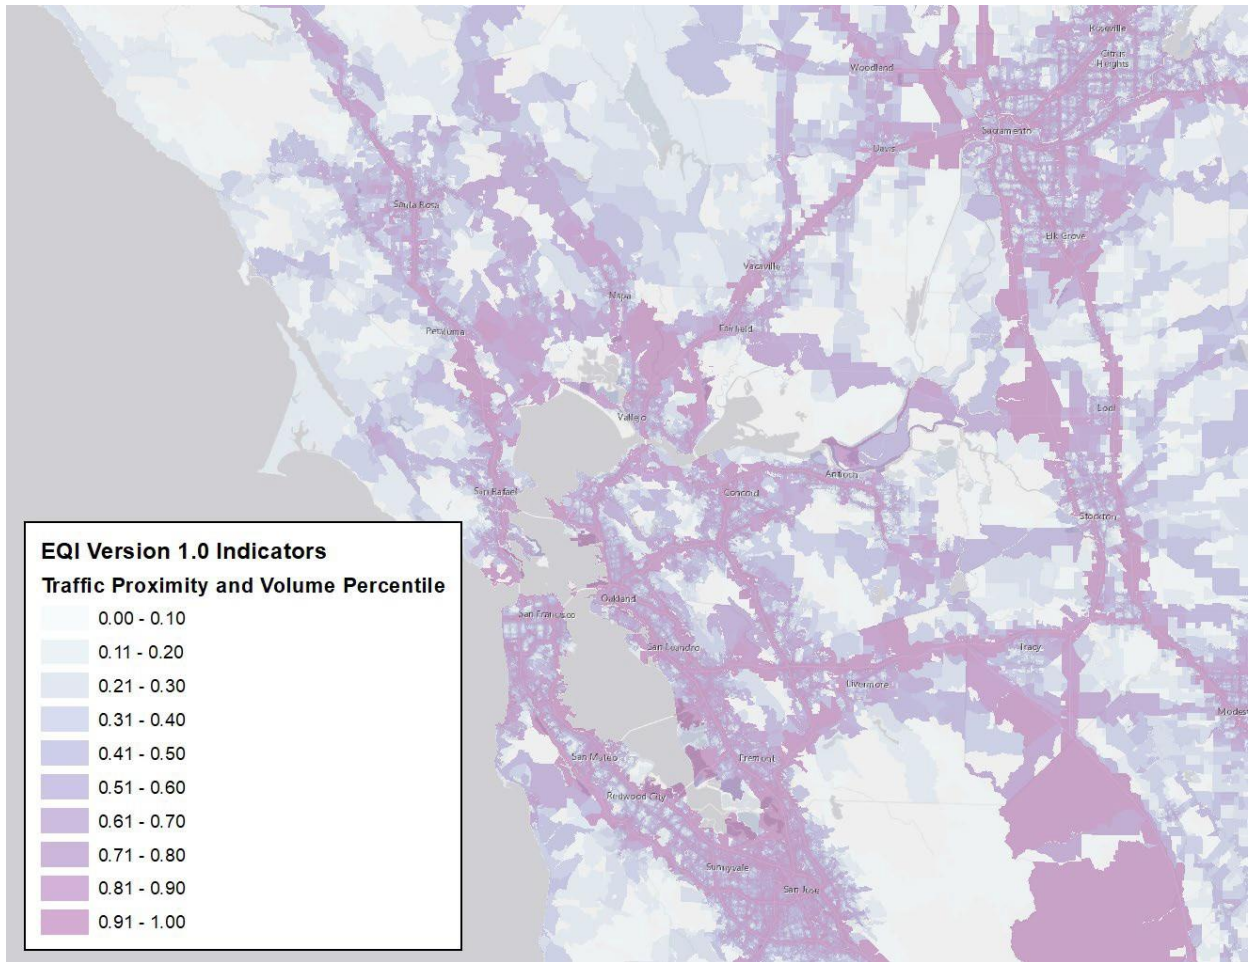 Roseville
Citrus
Heights
Woodland
Sacramento
Davis
Santa Rosa
Elk Grove
Vacaville
Napa
Petaluma
Fairfield
Lodi
Vallejo
Antioch
San Rafael
Concord
Stockton
Oakland
San Francisco
San Leandro
Tracy
Livermore
Modest
San Mateo
Fremont
Redwood City
Sunnyvale
San Jose
EQI Version 1.0 Indicators
Traffic Proximity and Volume Percentile
0.00 - 0.10
0.11 - 0.20
0.21 - 0.30
0.31 - 0.40
0.41 - 0.50
0.51 - 0.60
0.61 - 0.70
0.71 - 0.80
0.81 - 0.90
0.91 - 1.00